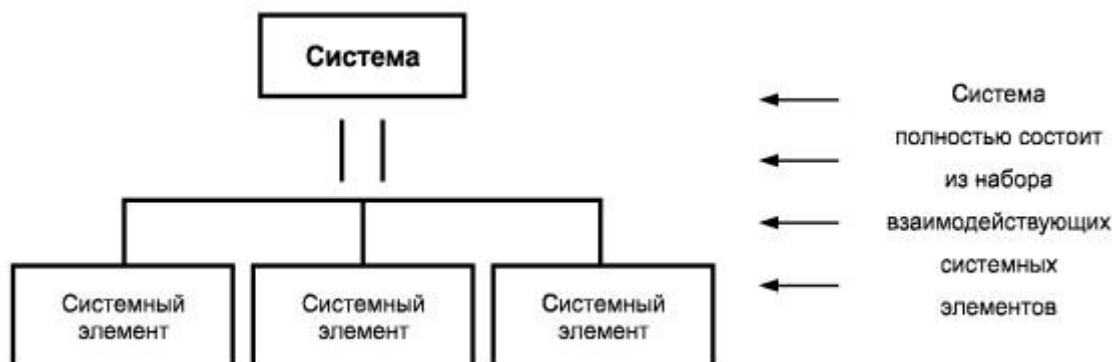 Система
Система
полностью состоит
из набора
взаимодействующих
системных
элементов
Системный
элемент
Системный
элемент
Системный
элемент